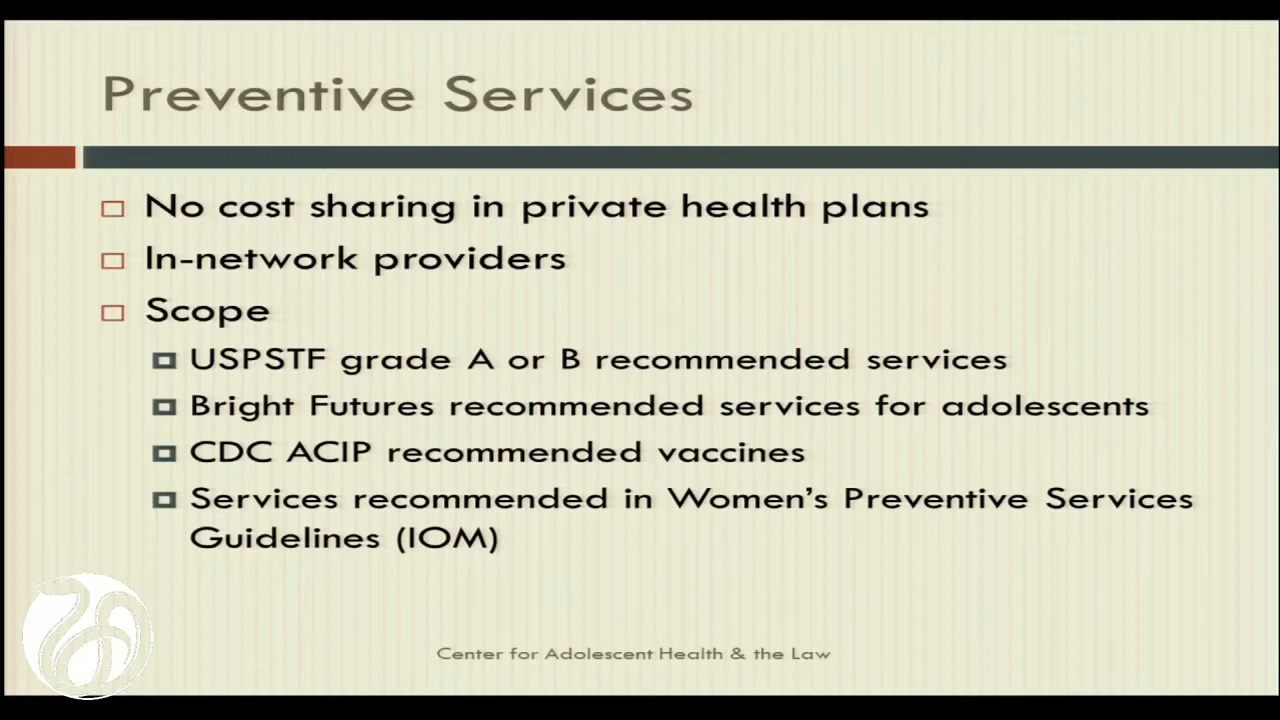 Preventive Services
No cost sharing in private health plans
In-network providers
Scope
USPSTF grade A or B recommended services
Bright Futures recommended services for adolescents
CDC ACIP recommended vaccines
Services recommended in Women's Preventive Services
Guidelines (IOM)
Center for Adolescent Health & the Law